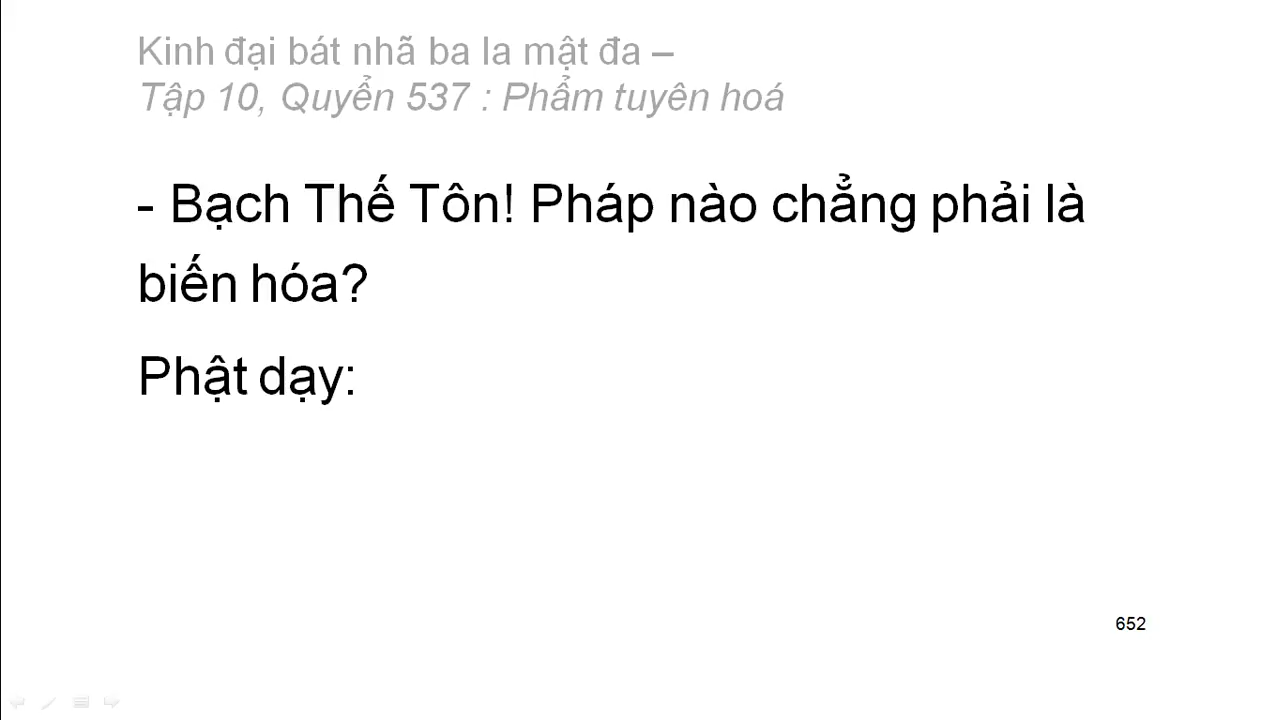 Kinh đại bát nhã ba la mật đa –
Tập 10, Quyển 537 : Phẩm tuyên hoá
- Bạch Thế Tôn! Pháp nào chẳng phải là
biến hóa?
Phật dạy:
652